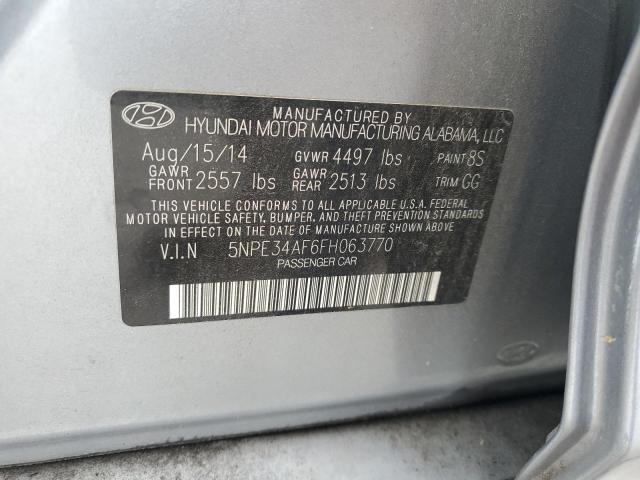 MANUFACTURED BY
HYUNDAI MOTOR MANUFACTURING ALABAMA, LLC
Aug/15/14 GVWR 4497 lbs PAINT 8S
GAWR FRONT 2557 lbs GAWR REAR 2513 lbs TRIM GG
THIS VEHICLE CONFORMS TO ALL APPLICABLE U.S.A. FEDERAL
MOTOR VEHICLE SAFETY, BUMPER, AND THEFT PREVENTION STANDARDS
IN EFFECT ON THE DATE OF MANUFACTURE SHOWN ABOVE.
V.I.N 5NPE34AF6FH063770
PASSENGER CAR